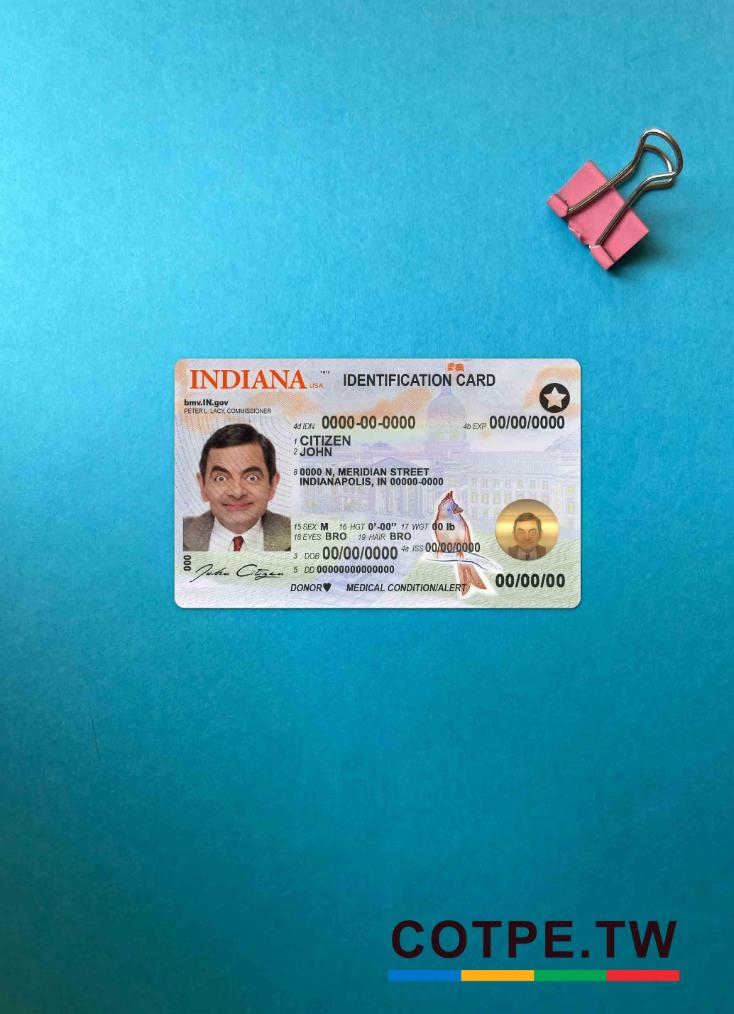 INDIANA USA IDENTIFICATION CARD
bmv.IN.gov
PETER L. LACY, COMMISSIONER
4d IDN 0000-00-0000 4b EXP 00/00/0000
1 CITIZEN
2 JOHN
8 0000 N, MERIDIAN STREET
INDIANAPOLIS, IN 00000-0000
15 SEX M 16 HGT 0'-00" 17 WGT 00 lb
18 EYES BRO 19 HAIR BRO
3 DOB 00/00/0000 4a ISS 00/00/0000
5 DD 00000000000000
000
John Citizen
00/00/00
DONOR MEDICAL CONDITION/ALERT
COTPE.TW